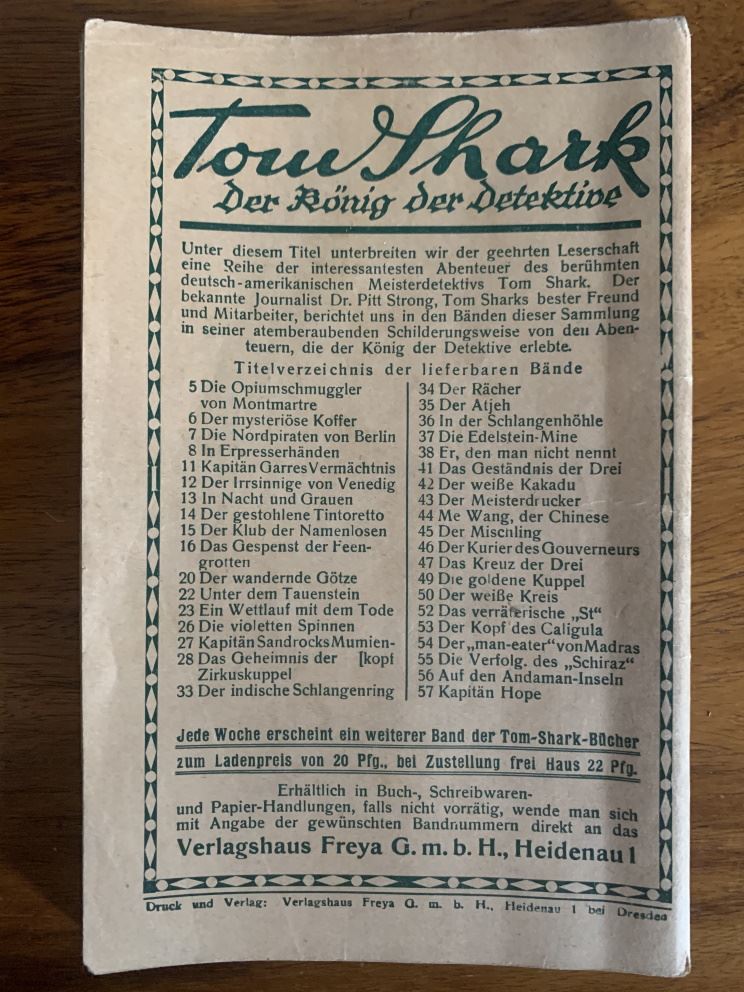 Tom Shark
Der König der Detektive
Unter diesem Titel unterbreiten wir der geehrten Leserschaft
eine Reihe der interessantesten Abenteuer des berühmten
deutsch-amerikanischen Meisterdetektivs Tom Shark. Der
bekannte Journalist Dr. Pitt Strong, Tom Sharks bester Freund
und Mitarbeiter, berichtet uns in den Bänden dieser Sammlung
in seiner atemberaubenden Schilderungsweise von den Aben-
teuern, die der König der Detektive erlebte.
Titelverzeichnis der lieferbaren Bände
5 Die Opiumschmuggler
von Montmartre
6 Der mysteriöse Koffer
7 Die Nordpiraten von Berlin
8 In Erpresserhänden
11 Kapitän Garres Vermächtnis
12 Der Irrsinnige von Venedig
13 In Nacht und Grauen
14 Der gestohlene Tintoretto
15 Der Klub der Namenlosen
16 Das Gespenst der Feen-
grotten
20 Der wandernde Götze
22 Unter dem Tauenstein
23 Ein Wettlauf mit dem Tode
26 Die violetten Spinnen
27 Kapitän Sandrocks Mumien-
28 Das Geheimnis der [kopf
Zirkuskuppel
33 Der indische Schlangenring
34 Der Rächer
35 Der Atjeh
36 In der Schlangenhöhle
37 Die Edelstein-Mine
38 Er, den man nicht nennt
41 Das Geständnis der Drei
42 Der weiße Kakadu
43 Der Meisterdrucker
44 Me Wang, der Chinese
45 Der Mischling
46 Der Kurier des Gouverneurs
47 Das Kreuz der Drei
49 Die goldene Kuppel
50 Der weiße Kreis
52 Das verräterische „St“
53 Der Kopf des Caligula
54 Der „man-eater“ von Madras
55 Die Verfolg. des „Schiraz“
56 Auf den Andaman-Inseln
57 Kapitän Hope
Jede Woche erscheint ein weiterer Band der Tom-Shark-Bücher
zum Ladenpreis von 20 Pfg., bei Zustellung frei Haus 22 Pfg.
Erhältlich in Buch-, Schreibwaren-
und Papier-Handlungen, falls nicht vorrätig, wende man sich
mit Angabe der gewünschten Bandnummern direkt an das
Verlagshaus Freya G. m. b. H., Heidenau 1
Druck und Verlag: Verlagshaus Freya G. m. b. H., Heidenau 1 bei Dresden